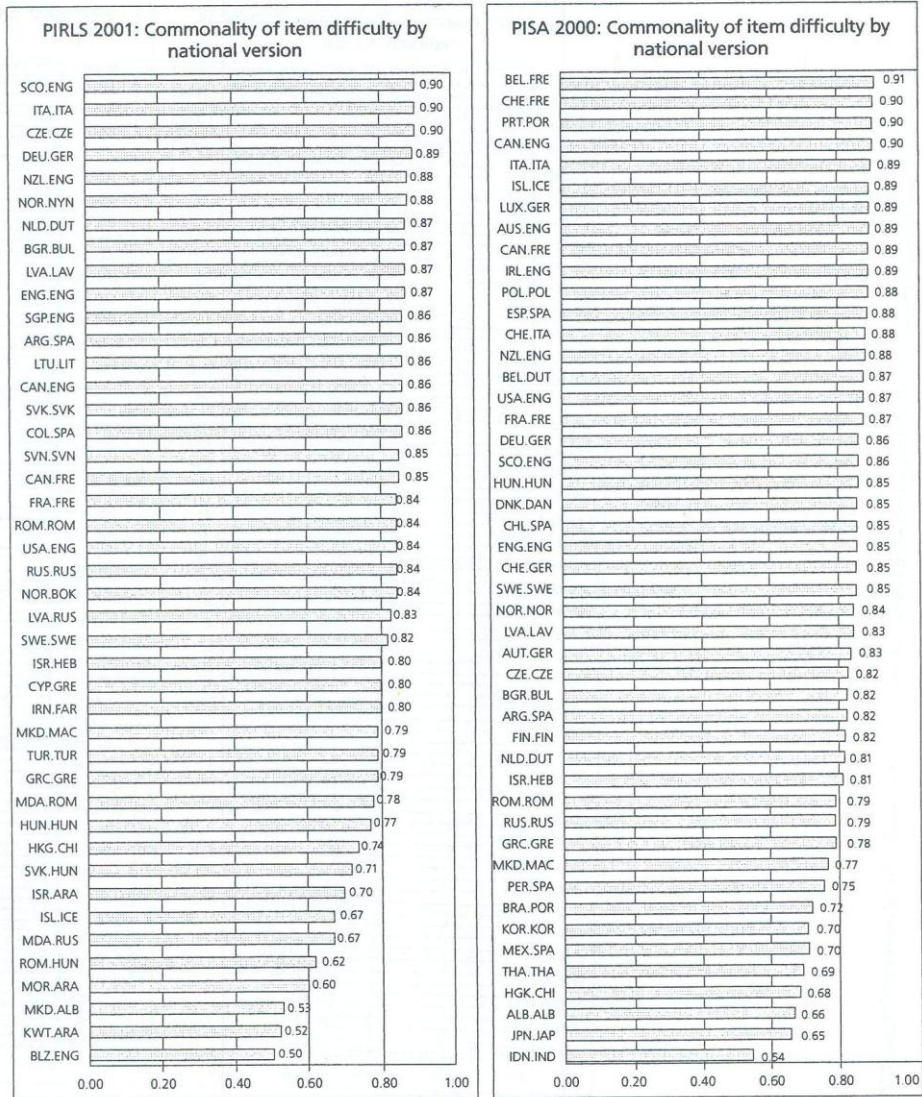 PIRLS 2001: Commonality of item difficulty by
national version
SCO.ENG 0.90
ITA.ITA 0.90
CZE.CZE 0.90
DEU.GER 0.89
NZL.ENG 0.88
NOR.NYN 0.88
NLD.DUT 0.87
BGR.BUL 0.87
LVA.LAV 0.87
ENG.ENG 0.87
SGP.ENG 0.86
ARG.SPA 0.86
LTU.LIT 0.86
CAN.ENG 0.86
SVK.SVK 0.86
COL.SPA 0.86
SVN.SVN 0.85
CAN.FRE 0.85
FRA.FRE 0.84
ROM.ROM 0.84
USA.ENG 0.84
RUS.RUS 0.84
NOR.BOK 0.84
LVA.RUS 0.83
SWE.SWE 0.82
ISR.HEB 0.80
CYP.GRE 0.80
IRN.FAR 0.80
MKD.MAC 0.79
TUR.TUR 0.79
GRC.GRE 0.79
MDA.ROM 0.78
HUN.HUN 0.77
HKG.CHI 0.74
SVK.HUN 0.71
ISR.ARA 0.70
ISL.ICE 0.67
MDA.RUS 0.67
ROM.HUN 0.62
MOR.ARA 0.60
MKD.ALB 0.53
KWT.ARA 0.52
BLZ.ENG 0.50
0.00 0.20 0.40 0.60 0.80 1.00
PISA 2000: Commonality of item difficulty by
national version
BEL.FRE 0.91
CHE.FRE 0.90
PRT.POR 0.90
CAN.ENG 0.90
ITA.ITA 0.89
ISL.ICE 0.89
LUX.GER 0.89
AUS.ENG 0.89
CAN.FRE 0.89
IRL.ENG 0.89
POL.POL 0.88
ESP.SPA 0.88
CHE.ITA 0.88
NZL.ENG 0.88
BEL.DUT 0.87
USA.ENG 0.87
FRA.FRE 0.87
DEU.GER 0.86
SCO.ENG 0.86
HUN.HUN 0.85
DNK.DAN 0.85
CHL.SPA 0.85
ENG.ENG 0.85
CHE.GER 0.85
SWE.SWE 0.85
NOR.NOR 0.84
LVA.LAV 0.83
AUT.GER 0.83
CZE.CZE 0.82
BGR.BUL 0.82
ARG.SPA 0.82
FIN.FIN 0.82
NLD.DUT 0.81
ISR.HEB 0.81
ROM.ROM 0.79
RUS.RUS 0.79
GRC.GRE 0.78
MKD.MAC 0.77
PER.SPA 0.75
BRA.POR 0.72
KOR.KOR 0.70
MEX.SPA 0.70
THA.THA 0.69
HGK.CHI 0.68
ALB.ALB 0.66
JPN.JAP 0.65
IDN.IND 0.54
0.00 0.20 0.40 0.60 0.80 1.00